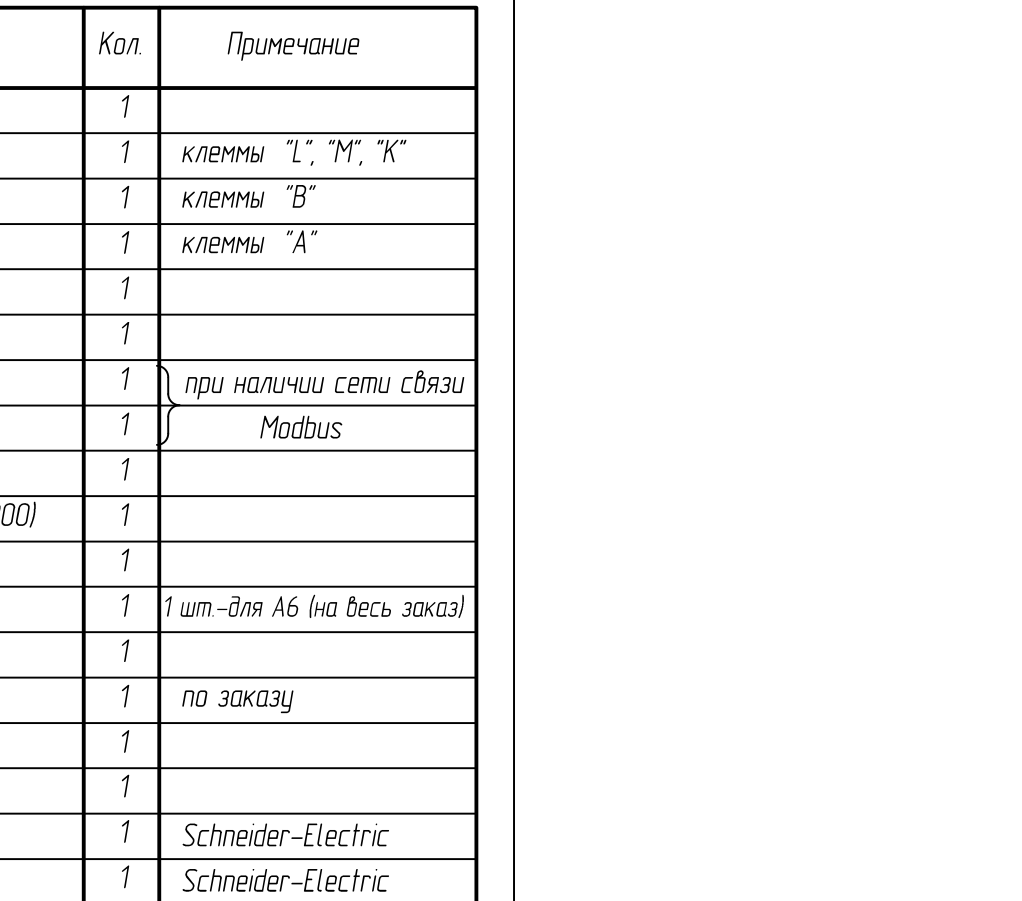 Кол. Примечание
1
1 клеммы "L", "M", "K"
1 клеммы "B"
1 клеммы "A"
1
1
1 при наличии сети связи
1 Modbus
1
00) 1
1
1 1 шт.-для А6 (на весь заказ)
1
1 по заказу
1
1
1 Schneider-Electric
1 Schneider-Electric